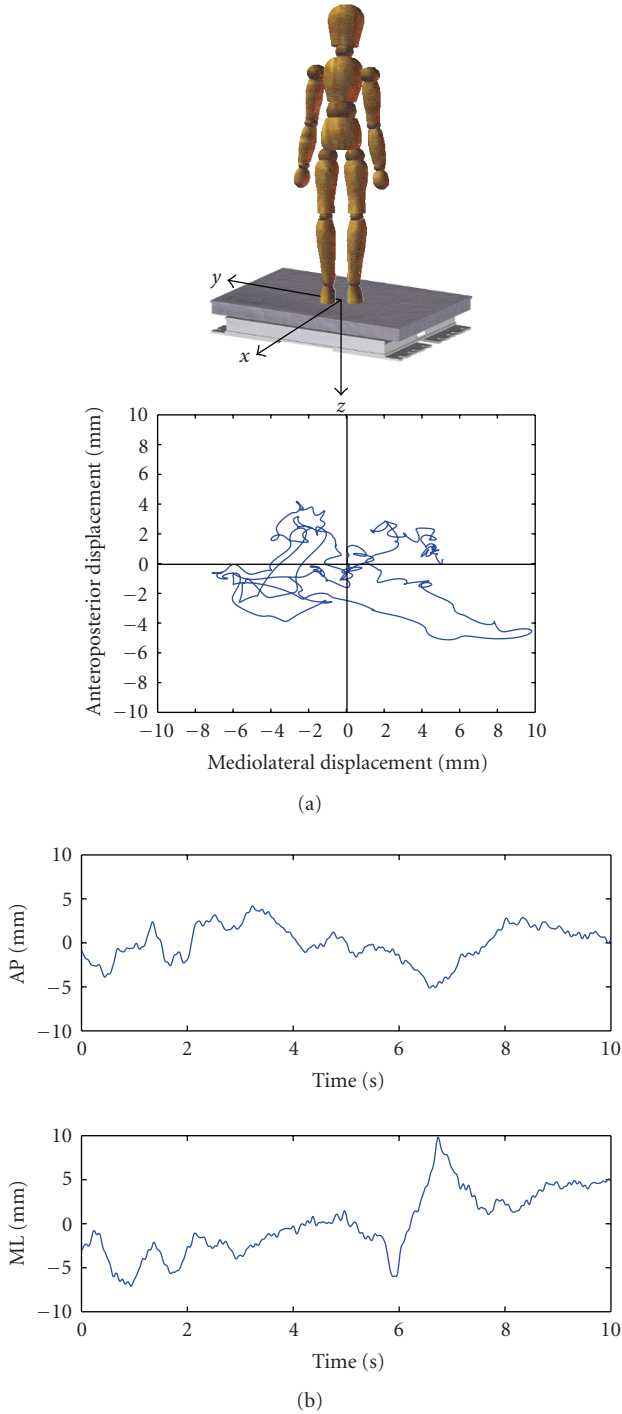 y
x
z
10
8
6
4
2
0
−2
−4
−6
−8
−10
Anteroposterior displacement (mm)
−10 −8 −6 −4 −2 0 2 4 6 8 10
Mediolateral displacement (mm)
(a)
10
5
0
−5
−10
AP (mm)
0 2 4 6 8 10
Time (s)
10
5
0
−5
−10
ML (mm)
0 2 4 6 8 10
Time (s)
(b)